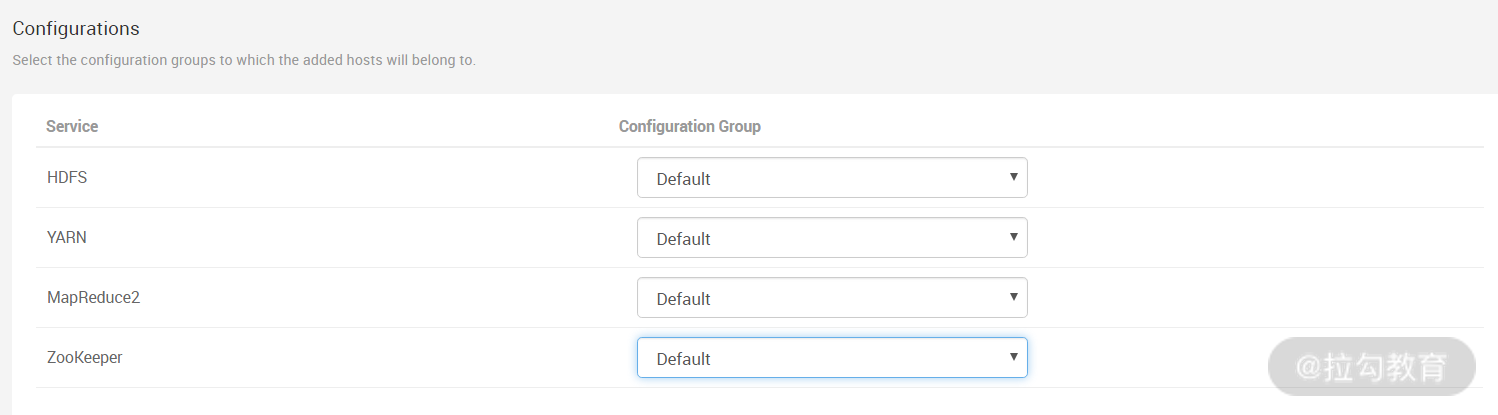 Configurations
Select the configuration groups to which the added hosts will belong to.
Service Configuration Group
HDFS Default
YARN Default
MapReduce2 Default
ZooKeeper Default
@拉勾教育